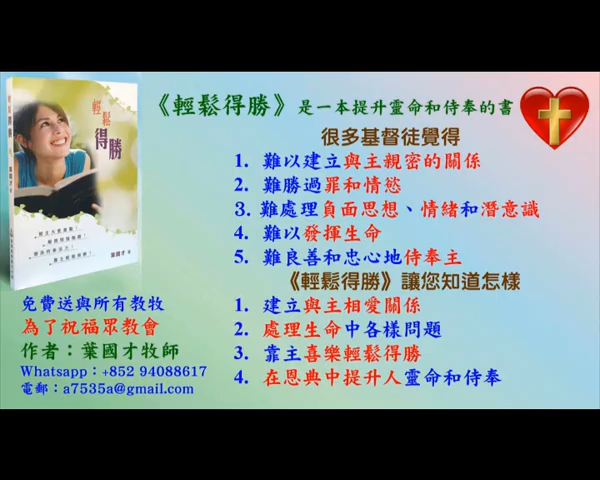 《輕鬆得勝》是一本提升靈命和侍奉的書
很多基督徒覺得
1. 難以建立與主親密的關係
2. 難勝過罪和情慾
3. 難處理負面思想、情緒和潛意識
4. 難以發揮生命
5. 難良善和忠心地侍奉主
《輕鬆得勝》讓您知道怎樣
1. 建立與主相愛關係
2. 處理生命中各樣問題
3. 靠主喜樂輕鬆得勝
4. 在恩典中提升人靈命和侍奉
輕鬆
得勝
葉國才 著
輕鬆得勝
免費送與所有教牧
為了祝福眾教會
作者：葉國才牧師
Whatsapp：+852 94088617
電郵：a7535a@gmail.com